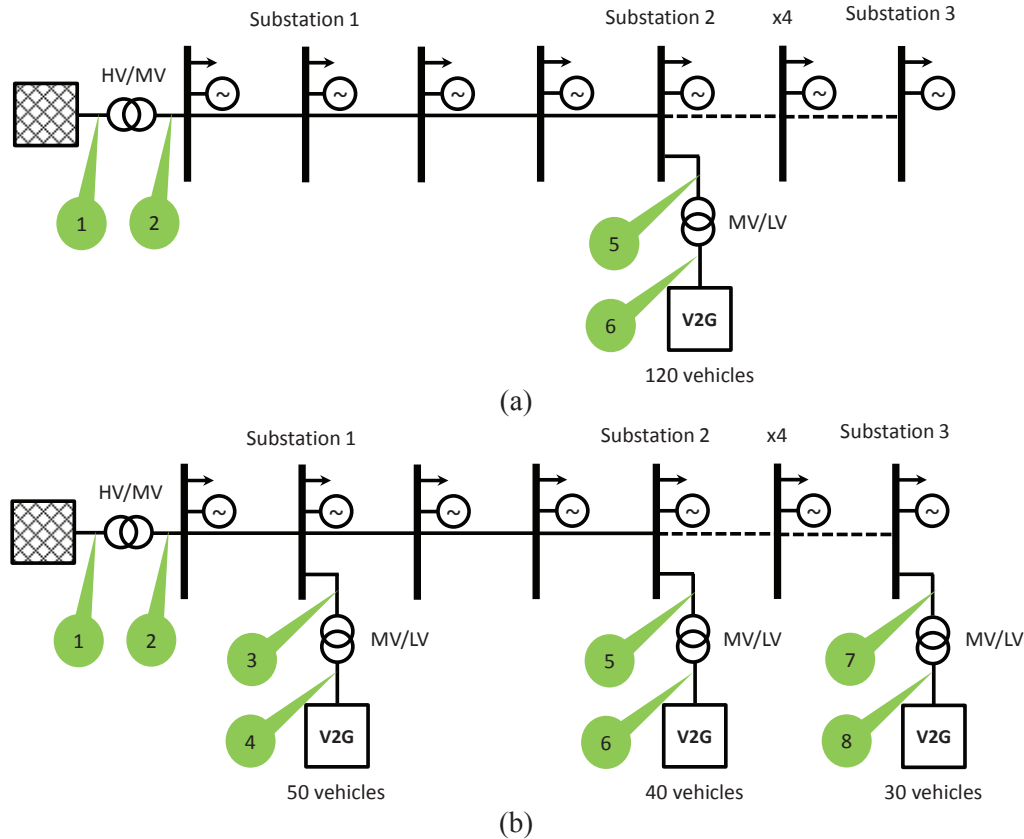 Substation 1 Substation 2 x4 Substation 3
HV/MV
~ ~ ~ ~ ~ ~ ~
1 2
5 MV/LV
6 V2G
120 vehicles
(a)
Substation 1 Substation 2 x4 Substation 3
HV/MV
~ ~ ~ ~ ~ ~ ~
1 2 3 MV/LV 5 MV/LV 7 MV/LV
4 V2G 6 V2G 8 V2G
50 vehicles 40 vehicles 30 vehicles
(b)